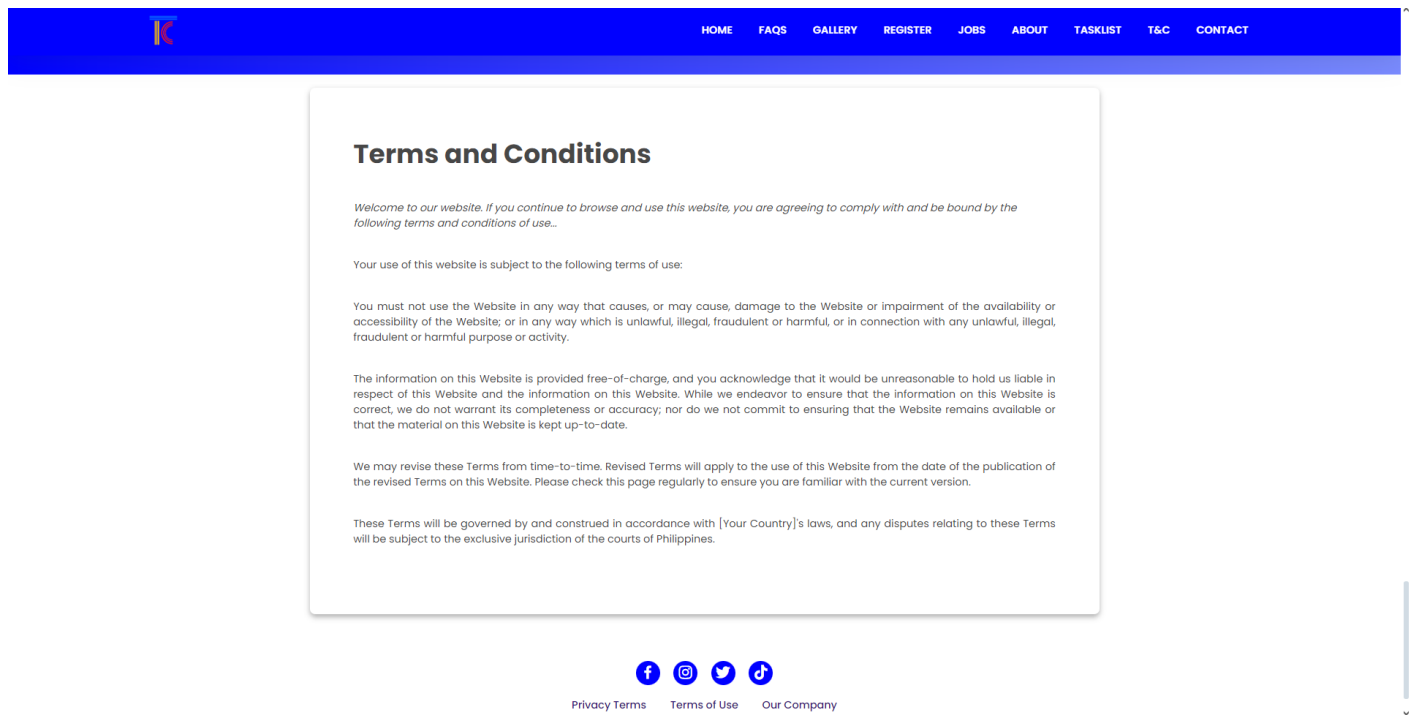 TC
HOME FAQS GALLERY REGISTER JOBS ABOUT TASKLIST T&C CONTACT
Terms and Conditions
Welcome to our website. If you continue to browse and use this website, you are agreeing to comply with and be bound by the
following terms and conditions of use...
Your use of this website is subject to the following terms of use:
You must not use the Website in any way that causes, or may cause, damage to the Website or impairment of the availability or
accessibility of the Website; or in any way which is unlawful, illegal, fraudulent or harmful, or in connection with any unlawful, illegal,
fraudulent or harmful purpose or activity.
The information on this Website is provided free-of-charge, and you acknowledge that it would be unreasonable to hold us liable in
respect of this Website and the information on this Website. While we endeavor to ensure that the information on this Website is
correct, we do not warrant its completeness or accuracy; nor do we not commit to ensuring that the Website remains available or
that the material on this Website is kept up-to-date.
We may revise these Terms from time-to-time. Revised Terms will apply to the use of this Website from the date of the publication of
the revised Terms on this Website. Please check this page regularly to ensure you are familiar with the current version.
These Terms will be governed by and construed in accordance with [Your Country]'s laws, and any disputes relating to these Terms
will be subject to the exclusive jurisdiction of the courts of Philippines.
Privacy Terms Terms of Use Our Company